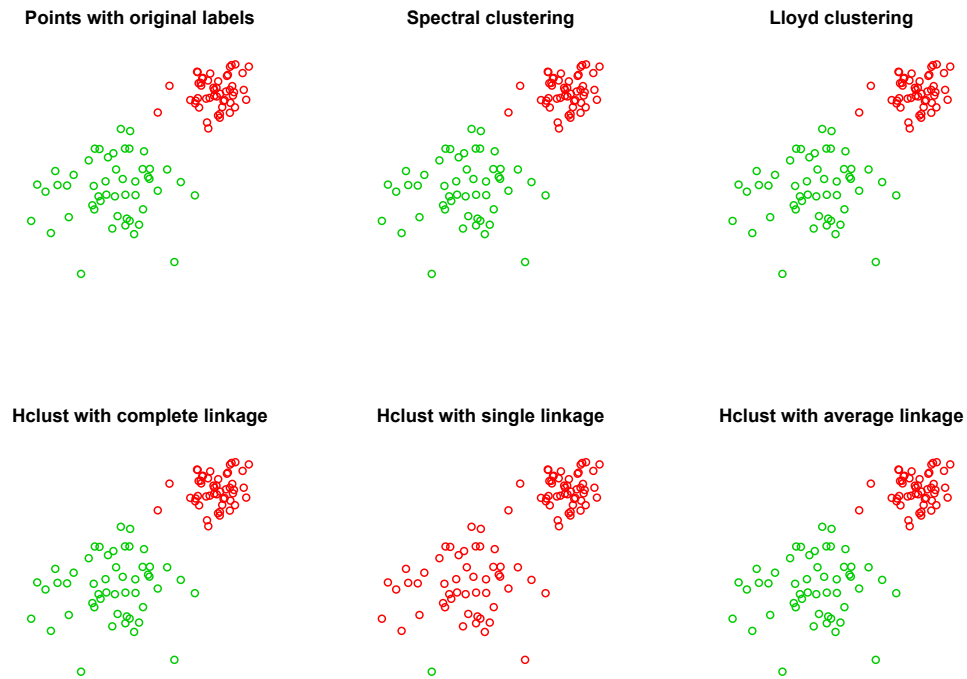 Points with original labels
Spectral clustering
Lloyd clustering
Hclust with complete linkage
Hclust with single linkage
Hclust with average linkage